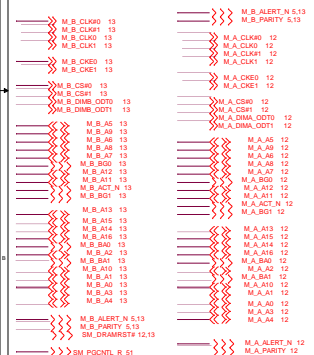 M_B_CLK#0 13
M_B_CLK#1 13
M_B_CLK0 13
M_B_CLK1 13
M_B_CKE0 13
M_B_CKE1 13
M_B_CS#0 13
M_B_CS#1 13
M_B_DIMB_ODT0 13
M_B_DIMB_ODT1 13
M_B_A5 13
M_B_A9 13
M_B_A6 13
M_B_A8 13
M_B_A7 13
M_B_BG0 13
M_B_A12 13
M_B_A11 13
M_B_ACT_N 13
M_B_BG1 13
M_B_A13 13
M_B_A15 13
M_B_A14 13
M_B_A16 13
M_B_BA0 13
M_B_A2 13
M_B_BA1 13
M_B_A10 13
M_B_A1 13
M_B_A0 13
M_B_A3 13
M_B_A4 13
M_B_ALERT_N 5,13
M_B_PARITY 5,13
SM_DRAMRST# 12,13
SM_PGCNTL_R 51
B
M_B_ALERT_N 5,13
M_B_PARITY 5,13
M_A_CLK#0 12
M_A_CLK0 12
M_A_CLK#1 12
M_A_CLK1 12
M_A_CKE0 12
M_A_CKE1 12
M_A_CS#0 12
M_A_CS#1 12
M_A_DIMA_ODT0 12
M_A_DIMA_ODT1 12
M_A_A5 12
M_A_A9 12
M_A_A6 12
M_A_A8 12
M_A_A7 12
M_A_BG0 12
M_A_A12 12
M_A_A11 12
M_A_ACT_N 12
M_A_BG1 12
M_A_A13 12
M_A_A15 12
M_A_A14 12
M_A_A16 12
M_A_BA0 12
M_A_A2 12
M_A_BA1 12
M_A_A10 12
M_A_A1 12
M_A_A0 12
M_A_A3 12
M_A_A4 12
M_A_ALERT_N 12
M_A_PARITY 12